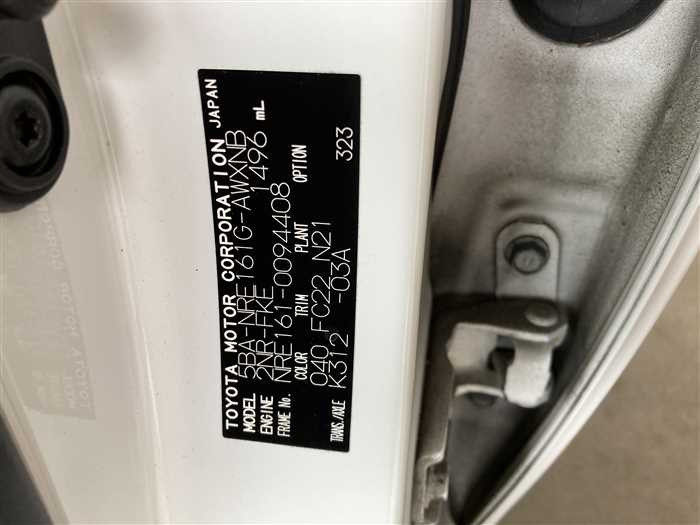 TOYOTA MOTOR CORPORATION JAPAN
MODEL 5BA-NRE161G-AWXNB
ENGINE 2NR-FKE 1496 mL
FRAME No. NRE161-0094408
COLOR TRIM PLANT OPTION
040 FC22 N21
TRANS./AXLE K312 -03A 323